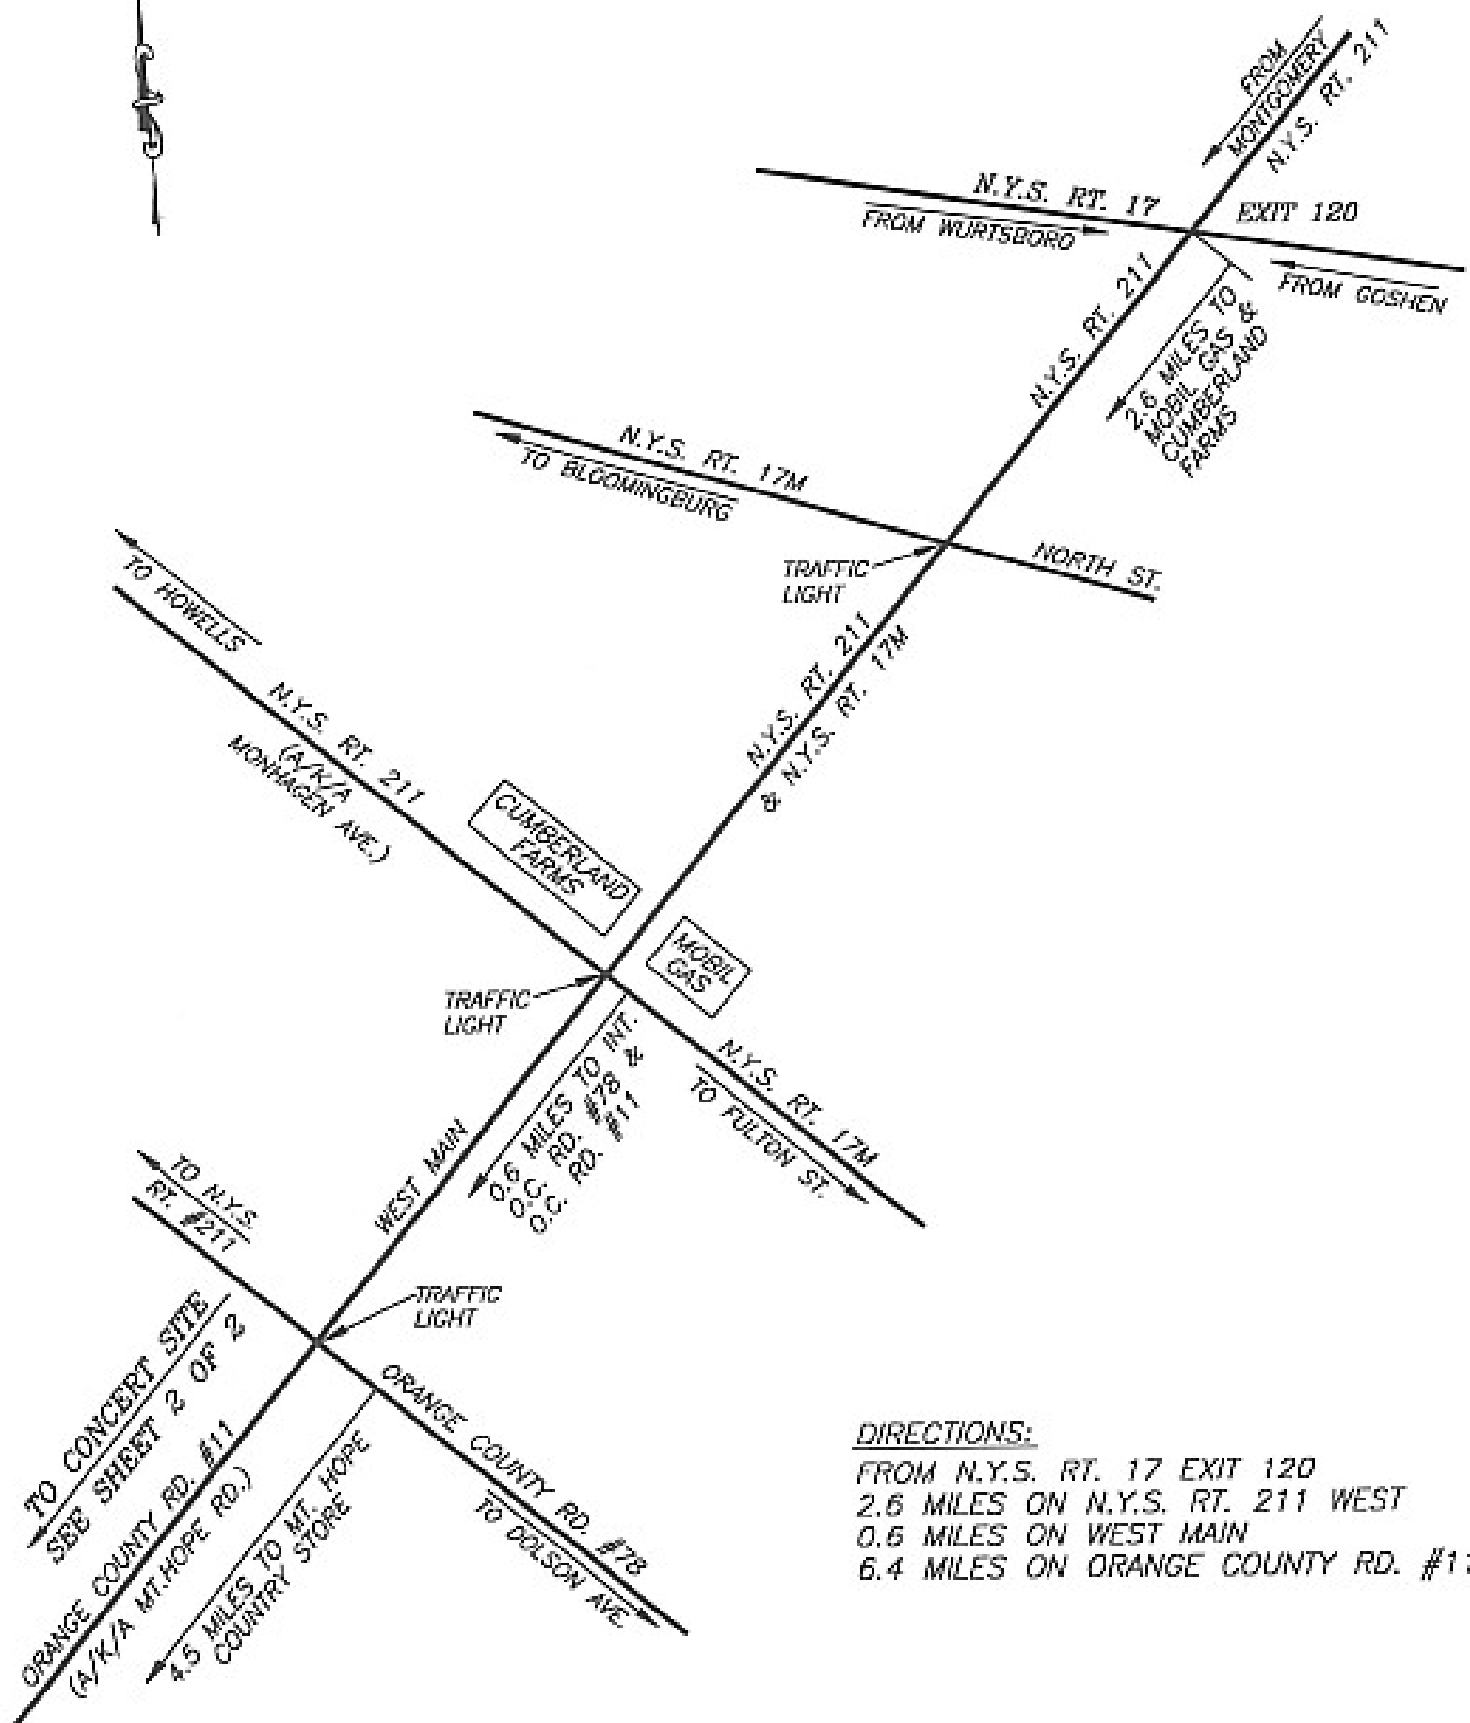 FROM
MONTGOMERY
N.Y.S. RT. 211
N.Y.S. RT. 17
EXIT 120
FROM WURTSBORO
FROM GOSHEN
N.Y.S. RT. 211
2.6 MILES TO
MOBIL GAS &
CUMBERLAND
FARMS
N.Y.S. RT. 17M
TO BLOOMINGBURG
NORTH ST.
TRAFFIC
LIGHT
TO HOWELLS
N.Y.S. RT. 211
& N.Y.S. RT. 17M
N.Y.S. RT. 211
(A/K/A
MONHAGEN AVE.)
CUMBERLAND
FARMS
MOBIL
GAS
TRAFFIC
LIGHT
0.6 MILES TO INT.
O.C. RD. #78 &
O.C. RD. #11
N.Y.S. RT. 17M
TO FULTON ST.
WEST MAIN
TO N.Y.S.
RT. #211
TRAFFIC
LIGHT
TO CONCERT SITE
SEE SHEET 2 OF 2
ORANGE COUNTY RD. #11
(A/K/A MT.HOPE RD.)
4.5 MILES TO MT. HOPE
COUNTRY STORE
ORANGE COUNTY RD. #78
TO DOLSON AVE.
DIRECTIONS:
FROM N.Y.S. RT. 17 EXIT 120
2.6 MILES ON N.Y.S. RT. 211 WEST
0.6 MILES ON WEST MAIN
6.4 MILES ON ORANGE COUNTY RD. #11